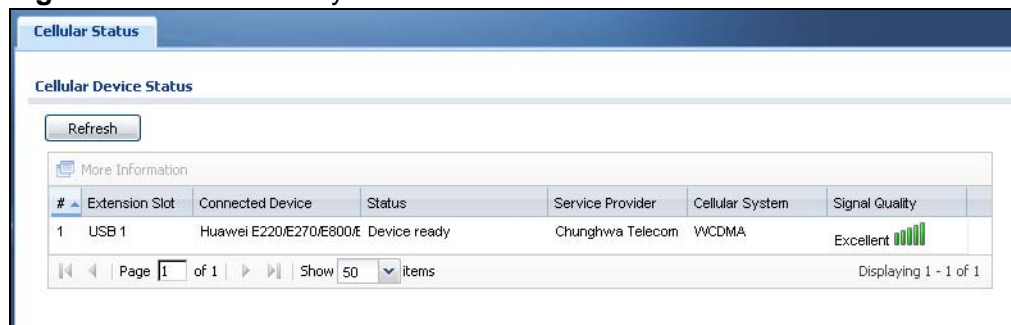 Cellular Status
Cellular Device Status
Refresh
More Information
# Extension Slot Connected Device Status Service Provider Cellular System Signal Quality
1 USB 1 Huawei E220/E270/E800/E Device ready Chunghwa Telecom WCDMA Excellent
Page 1 of 1 Show 50 items Displaying 1 - 1 of 1